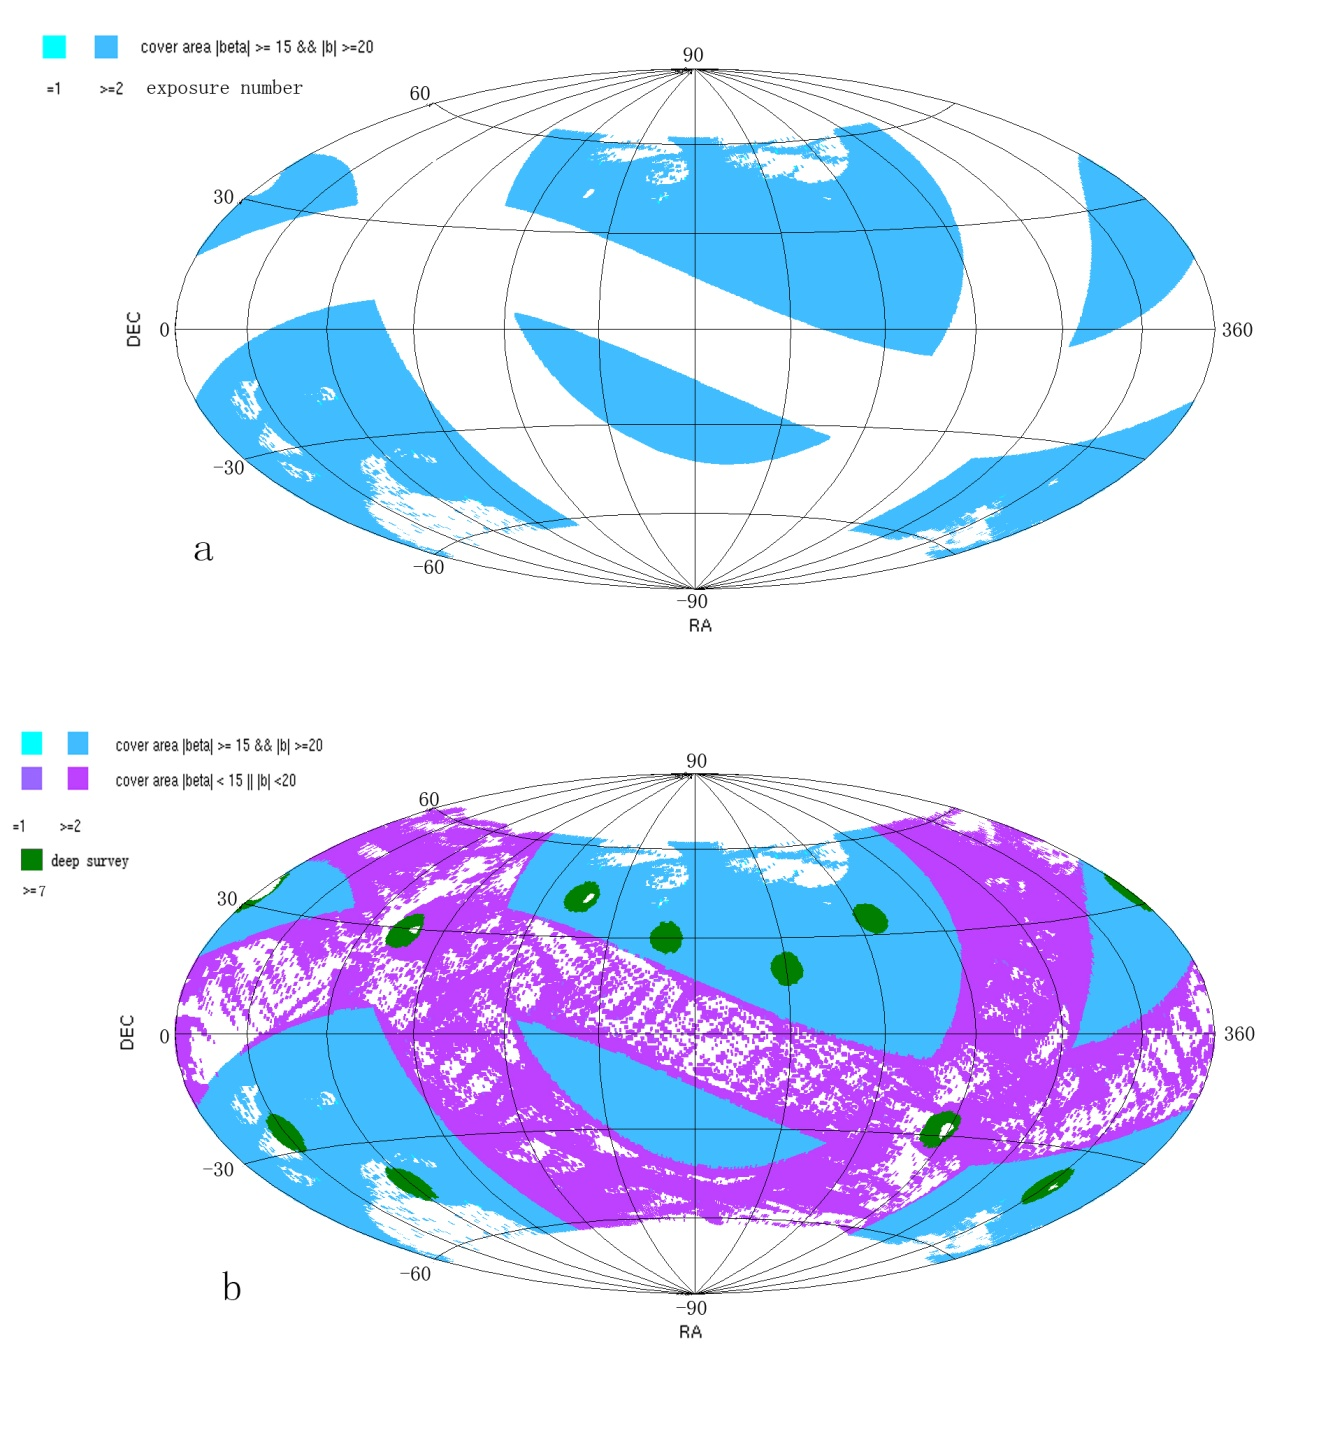 cover area |beta| >= 15 && |b| >=20
=1 >=2 exposure number
90
60
30
DEC 0 360
-30
-60
a
-90
RA
cover area |beta| >= 15 && |b| >=20
cover area |beta| < 15 || |b| <20
=1 >=2
deep survey
>=7
90
60
30
DEC 0 360
-30
-60
b
-90
RA